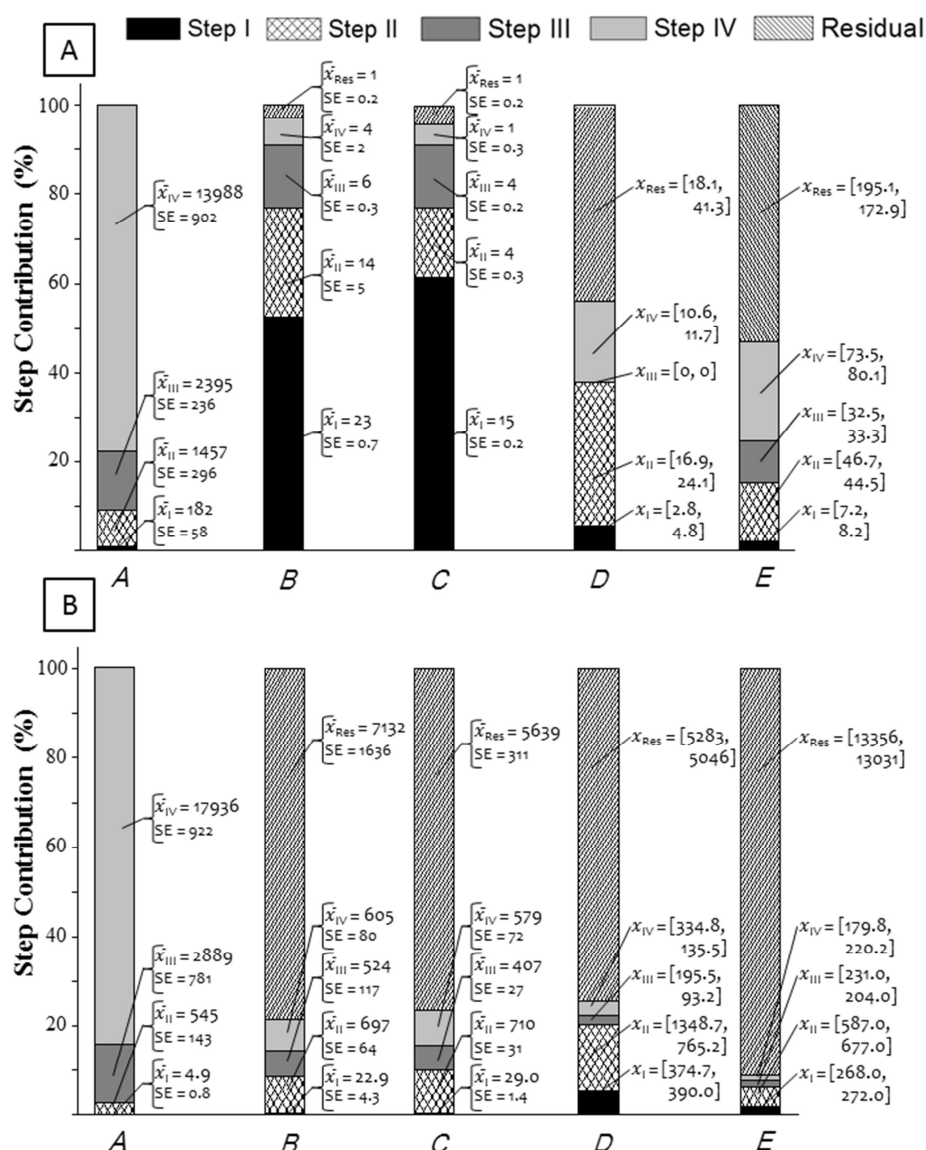 Step I Step II Step III Step IV Residual
A
Step Contribution (%)
100
80
60
40
20
x̄IV = 13988
SE = 902
x̄III = 2395
SE = 236
x̄II = 1457
SE = 296
x̄I = 182
SE = 58
x̄Res = 1
SE = 0.2
x̄IV = 4
SE = 2
x̄III = 6
SE = 0.3
x̄II = 14
SE = 5
x̄I = 23
SE = 0.7
x̄Res = 1
SE = 0.2
x̄IV = 1
SE = 0.3
x̄III = 4
SE = 0.2
x̄II = 4
SE = 0.3
x̄I = 15
SE = 0.2
xRes = [18.1,
41.3]
xIV = [10.6,
11.7]
xIII = [0, 0]
xII = [16.9,
24.1]
xI = [2.8,
4.8]
xRes = [195.1,
172.9]
xIV = [73.5,
80.1]
xIII = [32.5,
33.3]
xII = [46.7,
44.5]
xI = [7.2,
8.2]
A B C D E
B
Step Contribution (%)
100
80
60
40
20
x̄IV = 17936
SE = 922
x̄III = 2889
SE = 781
x̄II = 545
SE = 143
x̄I = 4.9
SE = 0.8
x̄Res = 7132
SE = 1636
x̄IV = 605
SE = 80
x̄III = 524
SE = 117
x̄II = 697
SE = 64
x̄I = 22.9
SE = 4.3
x̄Res = 5639
SE = 311
x̄IV = 579
SE = 72
x̄III = 407
SE = 27
x̄II = 710
SE = 31
x̄I = 29.0
SE = 1.4
xRes = [5283,
5046]
xIV = [334.8,
135.5]
xIII = [195.5,
93.2]
xII = [1348.7,
765.2]
xI = [374.7,
390.0]
xRes = [13356,
13031]
xIV = [179.8,
220.2]
xIII = [231.0,
204.0]
xII = [587.0,
677.0]
xI = [268.0,
272.0]
A B C D E